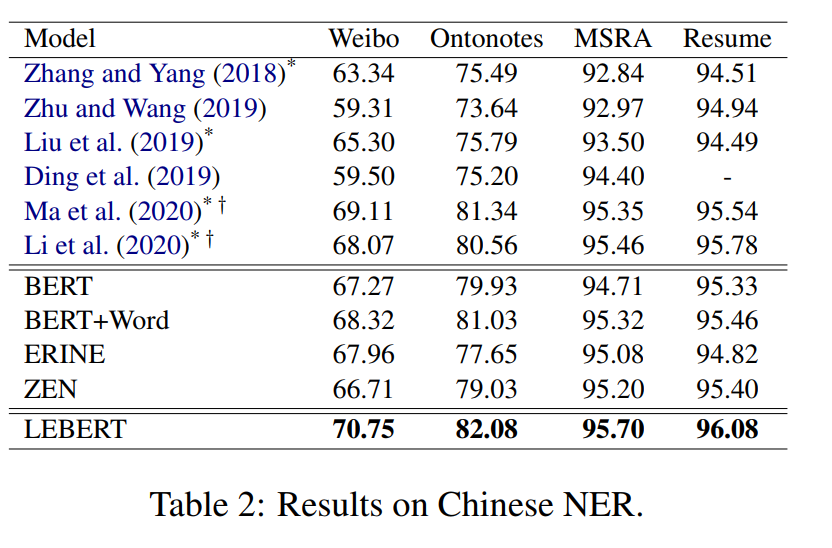 Model Weibo Ontonotes MSRA Resume
Zhang and Yang (2018)* 63.34 75.49 92.84 94.51
Zhu and Wang (2019) 59.31 73.64 92.97 94.94
Liu et al. (2019)* 65.30 75.79 93.50 94.49
Ding et al. (2019) 59.50 75.20 94.40 -
Ma et al. (2020)* † 69.11 81.34 95.35 95.54
Li et al. (2020)* † 68.07 80.56 95.46 95.78
BERT 67.27 79.93 94.71 95.33
BERT+Word 68.32 81.03 95.32 95.46
ERINE 67.96 77.65 95.08 94.82
ZEN 66.71 79.03 95.20 95.40
LEBERT 70.75 82.08 95.70 96.08
Table 2: Results on Chinese NER.